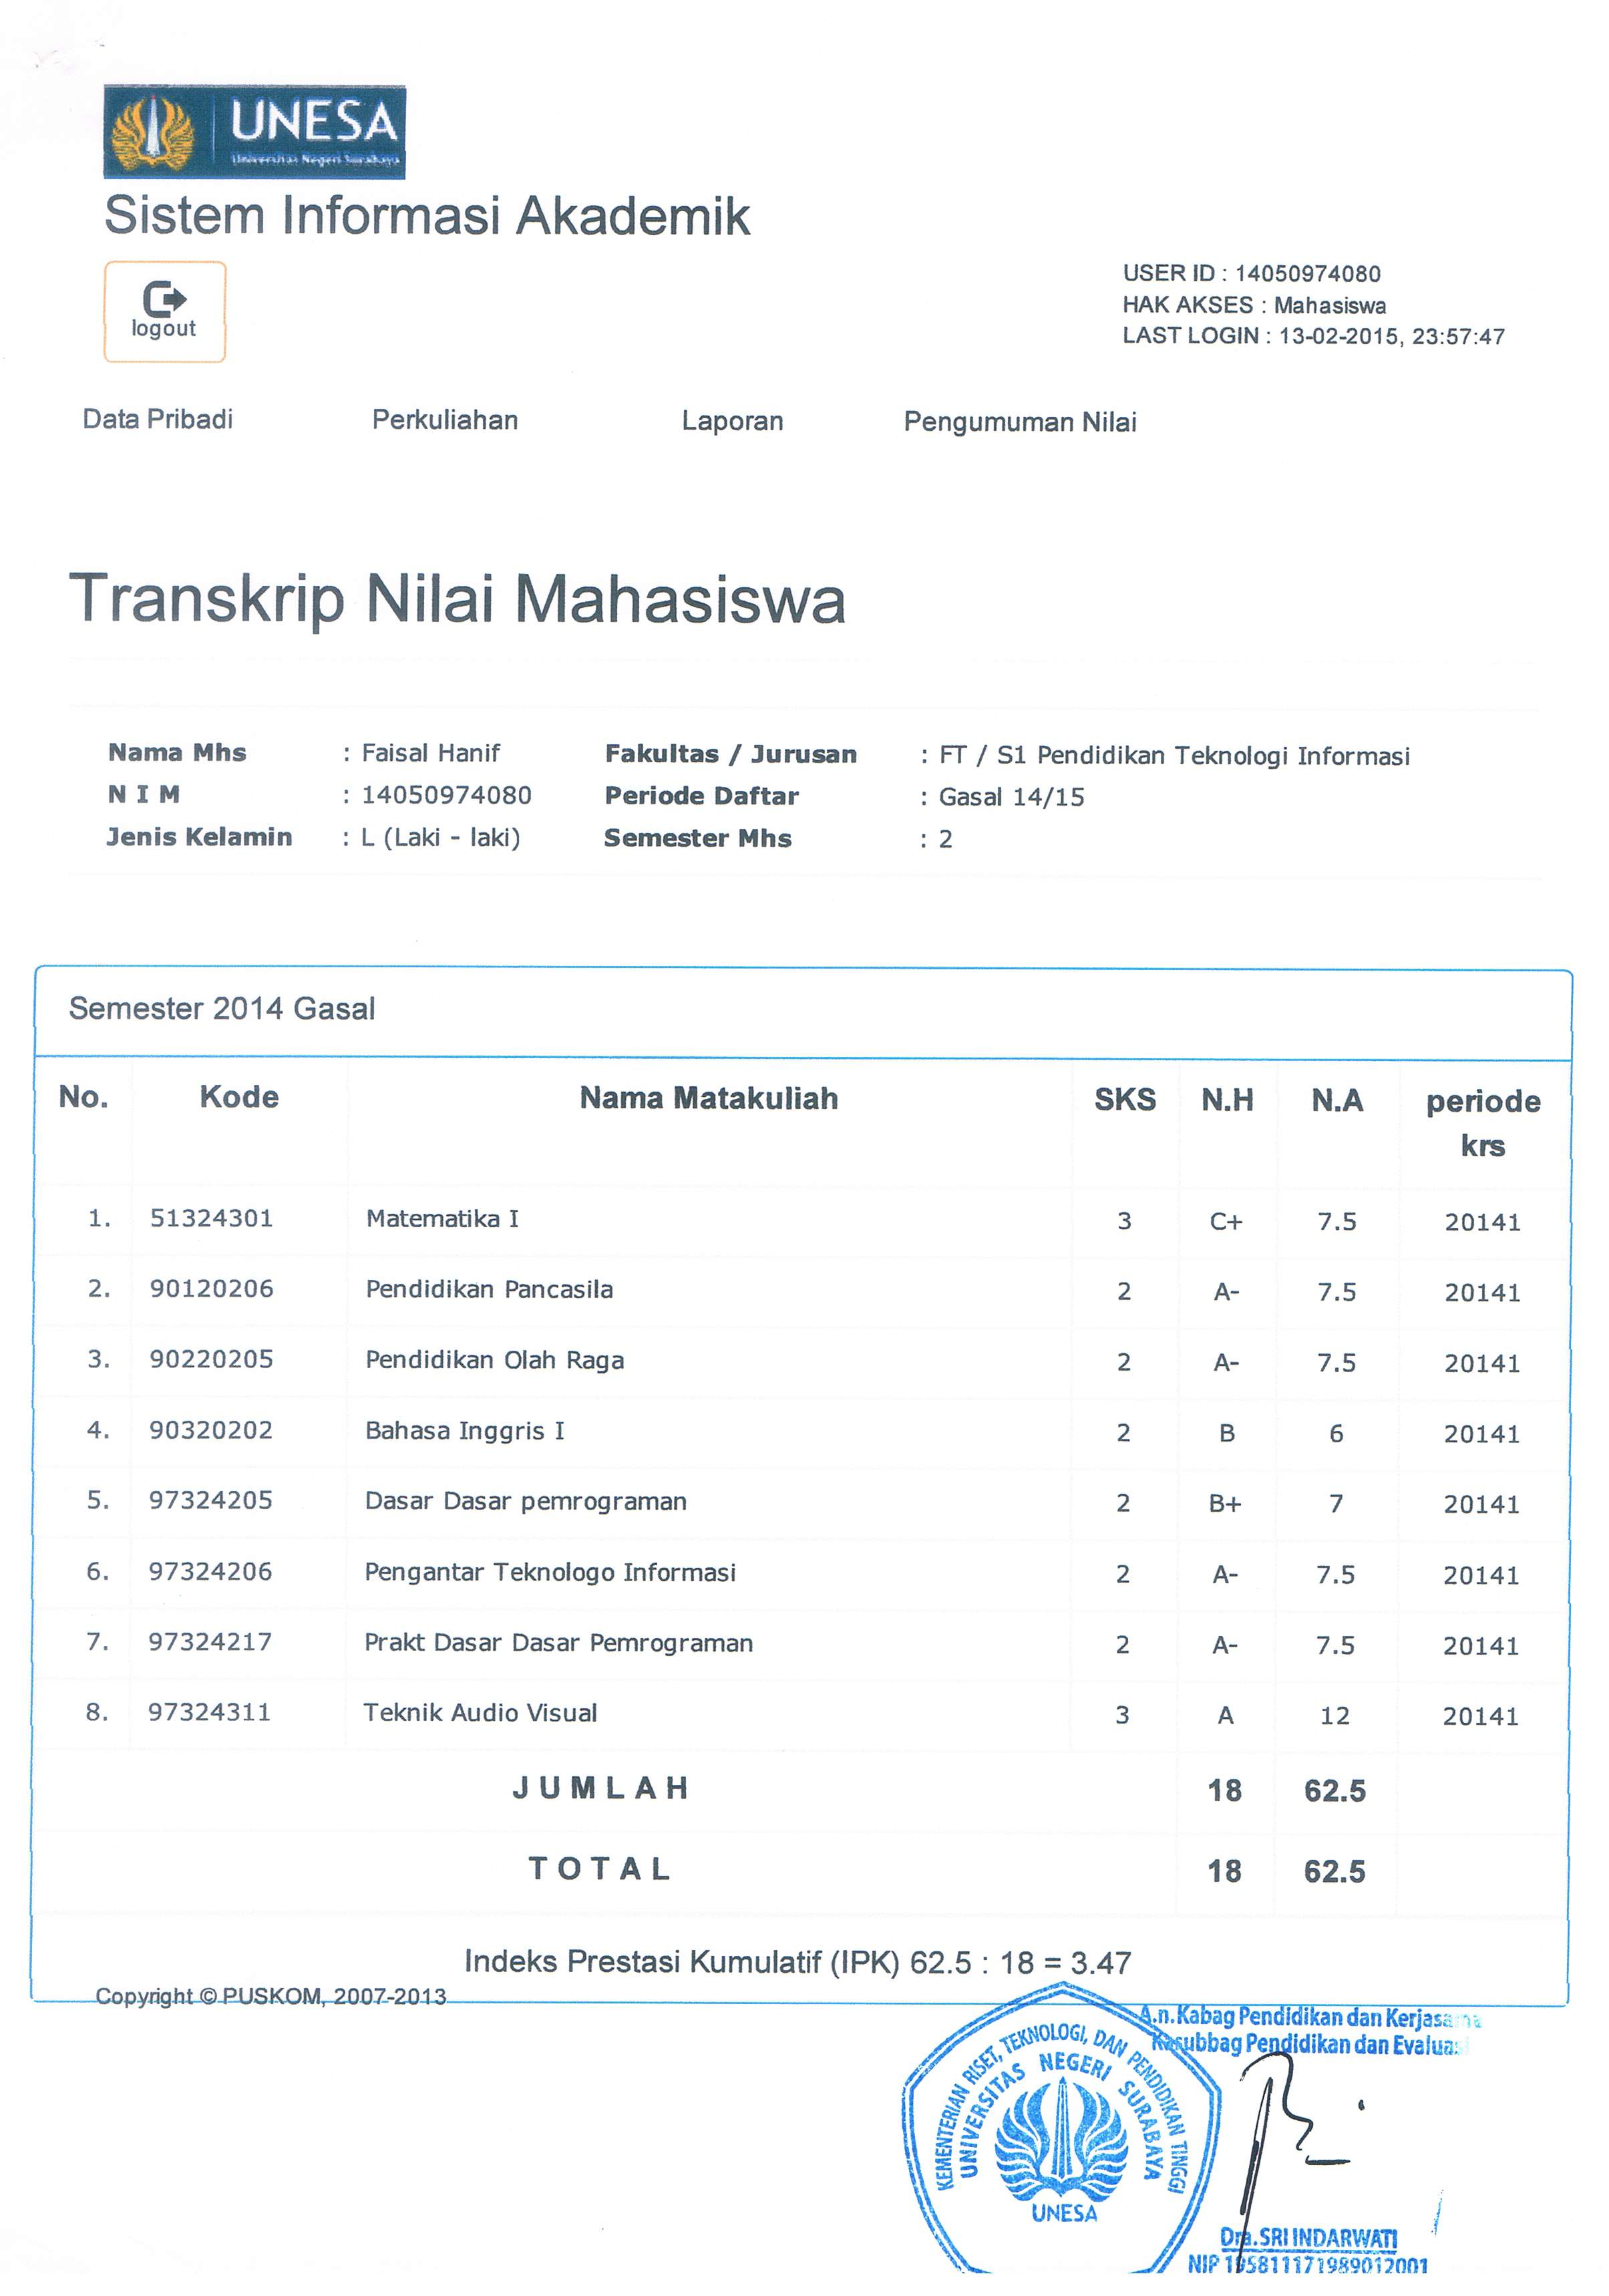 UNESA
Universitas Negeri Surabaya
Sistem Informasi Akademik
logout
USER ID : 14050974080
HAK AKSES : Mahasiswa
LAST LOGIN : 13-02-2015, 23:57:47
Data Pribadi Perkuliahan Laporan Pengumuman Nilai
Transkrip Nilai Mahasiswa
Nama Mhs : Faisal Hanif Fakultas / Jurusan : FT / S1 Pendidikan Teknologi Informasi
N I M : 14050974080 Periode Daftar : Gasal 14/15
Jenis Kelamin : L (Laki - laki) Semester Mhs : 2
Semester 2014 Gasal
No. Kode Nama Matakuliah SKS N.H N.A periode
krs
1. 51324301 Matematika I 3 C+ 7.5 20141
2. 90120206 Pendidikan Pancasila 2 A- 7.5 20141
3. 90220205 Pendidikan Olah Raga 2 A- 7.5 20141
4. 90320202 Bahasa Inggris I 2 B 6 20141
5. 97324205 Dasar Dasar pemrograman 2 B+ 7 20141
6. 97324206 Pengantar Teknologo Informasi 2 A- 7.5 20141
7. 97324217 Prakt Dasar Dasar Pemrograman 2 A- 7.5 20141
8. 97324311 Teknik Audio Visual 3 A 12 20141
J U M L A H 18 62.5
T O T A L 18 62.5
Indeks Prestasi Kumulatif (IPK) 62.5 : 18 = 3.47
Copyright © PUSKOM, 2007-2013
A.n. Kabag Pendidikan dan Kerjasama
Kasubbag Pendidikan dan Evaluasi
KEMENTERIAN RISET, TEKNOLOGI, DAN PENDIDIKAN TINGGI
UNIVERSITAS NEGERI SURABAYA
UNESA
Dra. SRI INDARWATI
NIP 195811171989012001